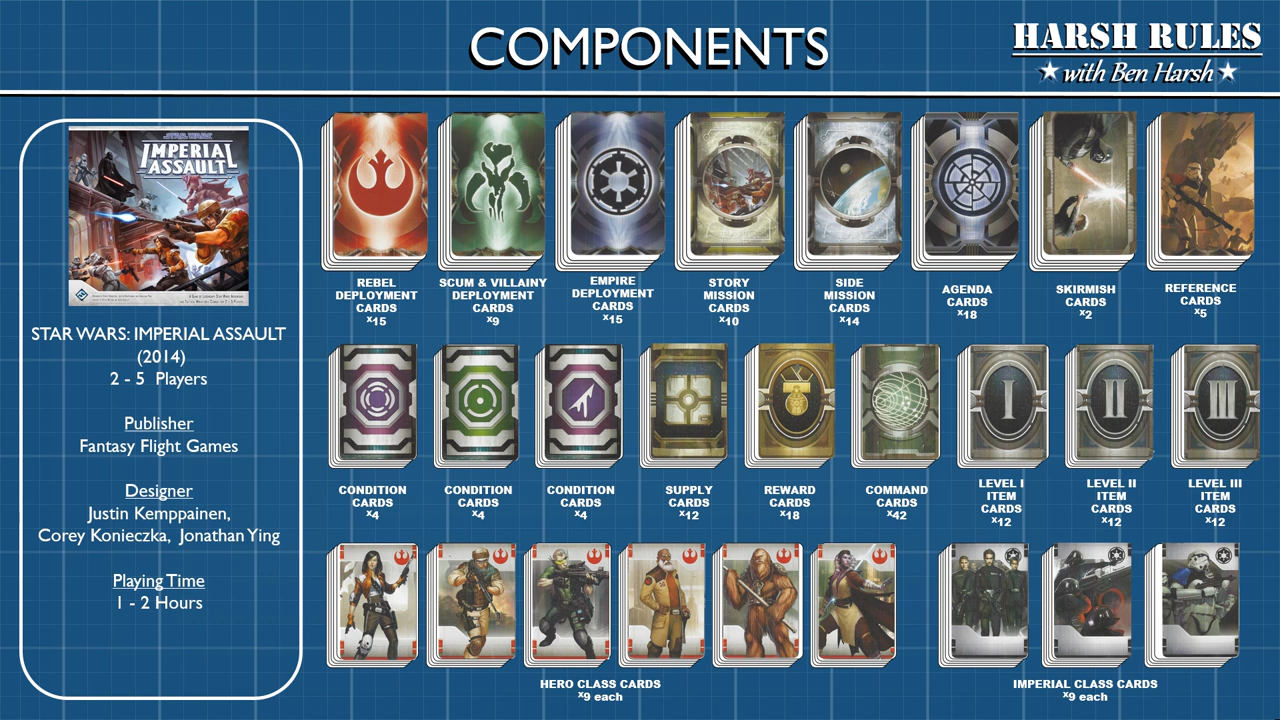 COMPONENTS
HARSH RULES
with Ben Harsh
STAR WARS
IMPERIAL
ASSAULT
STAR WARS: IMPERIAL ASSAULT
(2014)
2 - 5 Players
Publisher
Fantasy Flight Games
Designer
Justin Kemppainen,
Corey Konieczka, Jonathan Ying
Playing Time
1 - 2 Hours
REBEL
DEPLOYMENT
CARDS
x15
SCUM & VILLAINY
DEPLOYMENT
CARDS
x9
EMPIRE
DEPLOYMENT
CARDS
x15
STORY
MISSION
CARDS
x10
SIDE
MISSION
CARDS
x14
AGENDA
CARDS
x18
SKIRMISH
CARDS
x2
REFERENCE
CARDS
x5
I
II
III
CONDITION
CARDS
x4
CONDITION
CARDS
x4
CONDITION
CARDS
x4
SUPPLY
CARDS
x12
REWARD
CARDS
x18
COMMAND
CARDS
x42
LEVEL I
ITEM
CARDS
x12
LEVEL II
ITEM
CARDS
x12
LEVEL III
ITEM
CARDS
x12
HERO CLASS CARDS
x9 each
IMPERIAL CLASS CARDS
x9 each